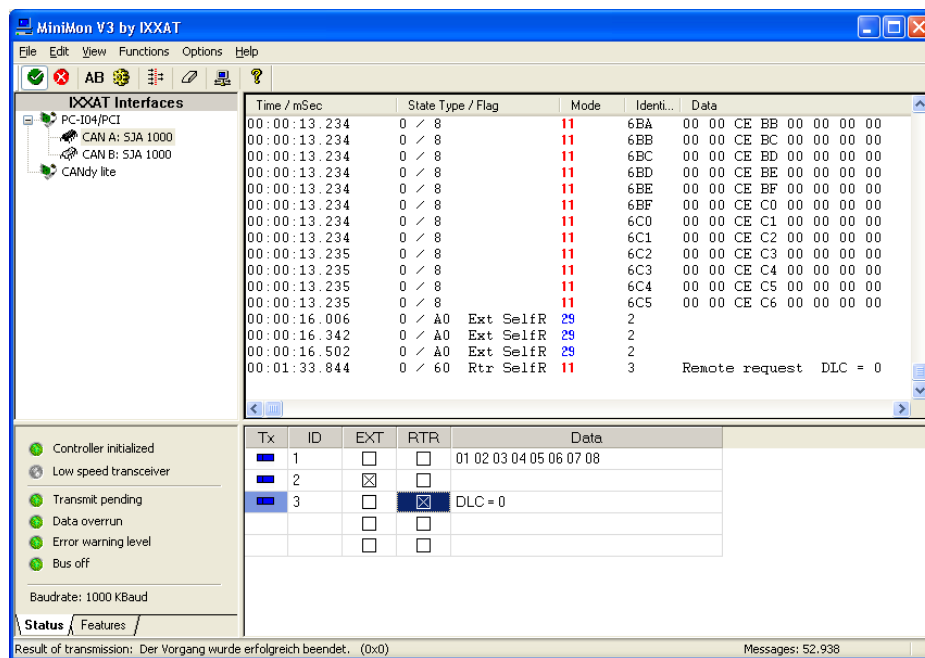 MiniMon V3 by IXXAT
File Edit View Functions Options Help
AB
IXXAT Interfaces
PC-I04/PCI
CAN A: SJA 1000
CAN B: SJA 1000
CANdy lite
Time / mSec State Type / Flag Mode Identi... Data
00:00:13.234 0 / 8 11 6BA 00 00 CE BB 00 00 00 00
00:00:13.234 0 / 8 11 6BB 00 00 CE BC 00 00 00 00
00:00:13.234 0 / 8 11 6BC 00 00 CE BD 00 00 00 00
00:00:13.234 0 / 8 11 6BD 00 00 CE BE 00 00 00 00
00:00:13.234 0 / 8 11 6BE 00 00 CE BF 00 00 00 00
00:00:13.234 0 / 8 11 6BF 00 00 CE C0 00 00 00 00
00:00:13.234 0 / 8 11 6C0 00 00 CE C1 00 00 00 00
00:00:13.234 0 / 8 11 6C1 00 00 CE C2 00 00 00 00
00:00:13.235 0 / 8 11 6C2 00 00 CE C3 00 00 00 00
00:00:13.235 0 / 8 11 6C3 00 00 CE C4 00 00 00 00
00:00:13.235 0 / 8 11 6C4 00 00 CE C5 00 00 00 00
00:00:13.235 0 / 8 11 6C5 00 00 CE C6 00 00 00 00
00:00:16.006 0 / A0 Ext SelfR 29 2
00:00:16.342 0 / A0 Ext SelfR 29 2
00:00:16.502 0 / A0 Ext SelfR 29 2
00:01:33.844 0 / 60 Rtr SelfR 11 3 Remote request DLC = 0
Controller initialized
Low speed transceiver
Transmit pending
Data overrun
Error warning level
Bus off
Baudrate: 1000 KBaud
Status Features
Tx ID EXT RTR Data
1 01 02 03 04 05 06 07 08
2
3 DLC = 0
Result of transmission: Der Vorgang wurde erfolgreich beendet. (0x0) Messages: 52.938